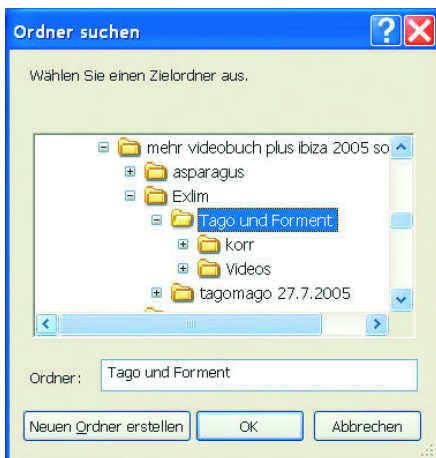 Ordner suchen
Wählen Sie einen Zielordner aus.
mehr videobuch plus ibiza 2005 so
asparagus
Exlim
Tago und Forment
korr
Videos
tagomago 27.7.2005
Ordner: Tago und Forment
Neuen Ordner erstellen OK Abbrechen